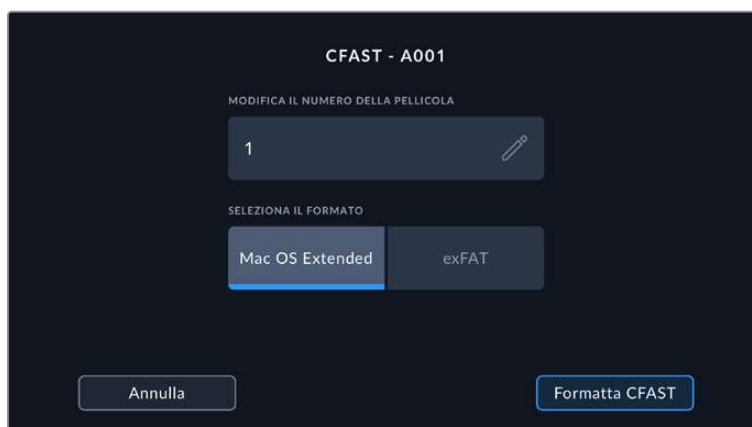 CFAST - A001
MODIFICA IL NUMERO DELLA PELLICOLA
1
SELEZIONA IL FORMATO
Mac OS Extended exFAT
Annulla Formatta CFAST